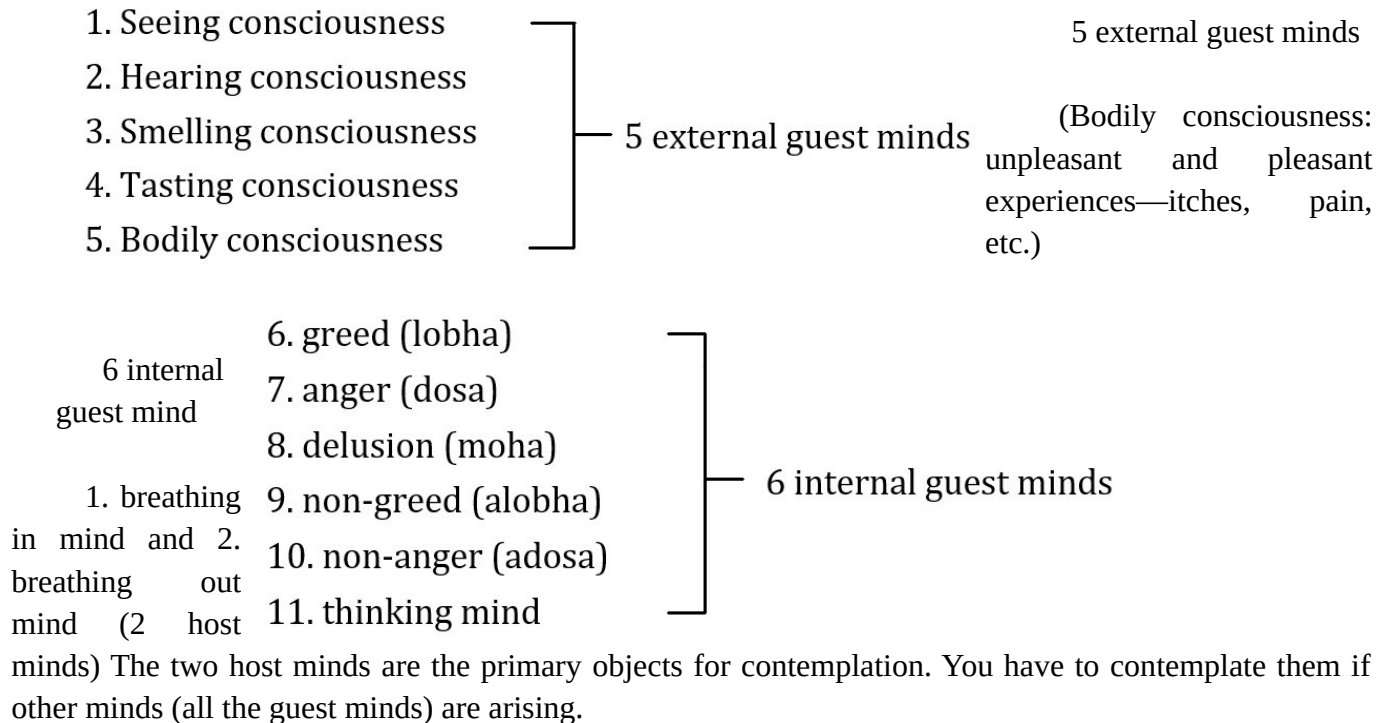 1. Seeing consciousness
2. Hearing consciousness
3. Smelling consciousness
4. Tasting consciousness
5. Bodily consciousness
5 external guest minds
5 external guest minds
(Bodily consciousness:
unpleasant and pleasant
experiences—itches, pain,
etc.)
6 internal
guest mind
6. greed (lobha)
7. anger (dosa)
8. delusion (moha)
9. non-greed (alobha)
10. non-anger (adosa)
11. thinking mind
6 internal guest minds
1. breathing
in mind and 2.
breathing out
mind (2 host
minds) The two host minds are the primary objects for contemplation. You have to contemplate them if
other minds (all the guest minds) are arising.